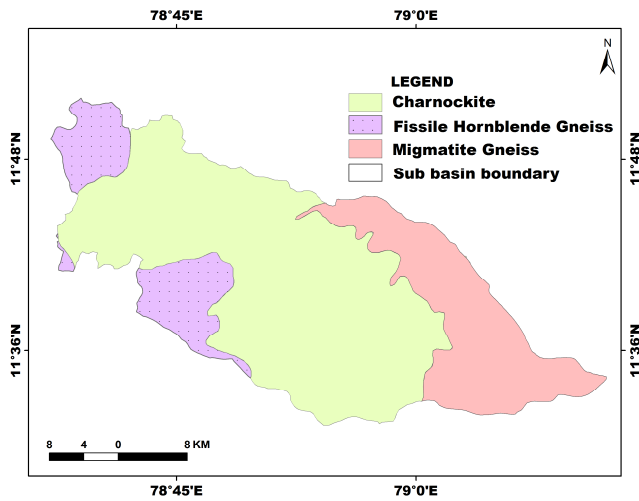 78°45'E 79°0'E
N
LEGEND
Charnockite
Fissile Hornblende Gneiss
Migmatite Gneiss
Sub basin boundary
11°48'N 11°48'N
11°36'N 11°36'N
8 4 0 8 KM
78°45'E 79°0'E